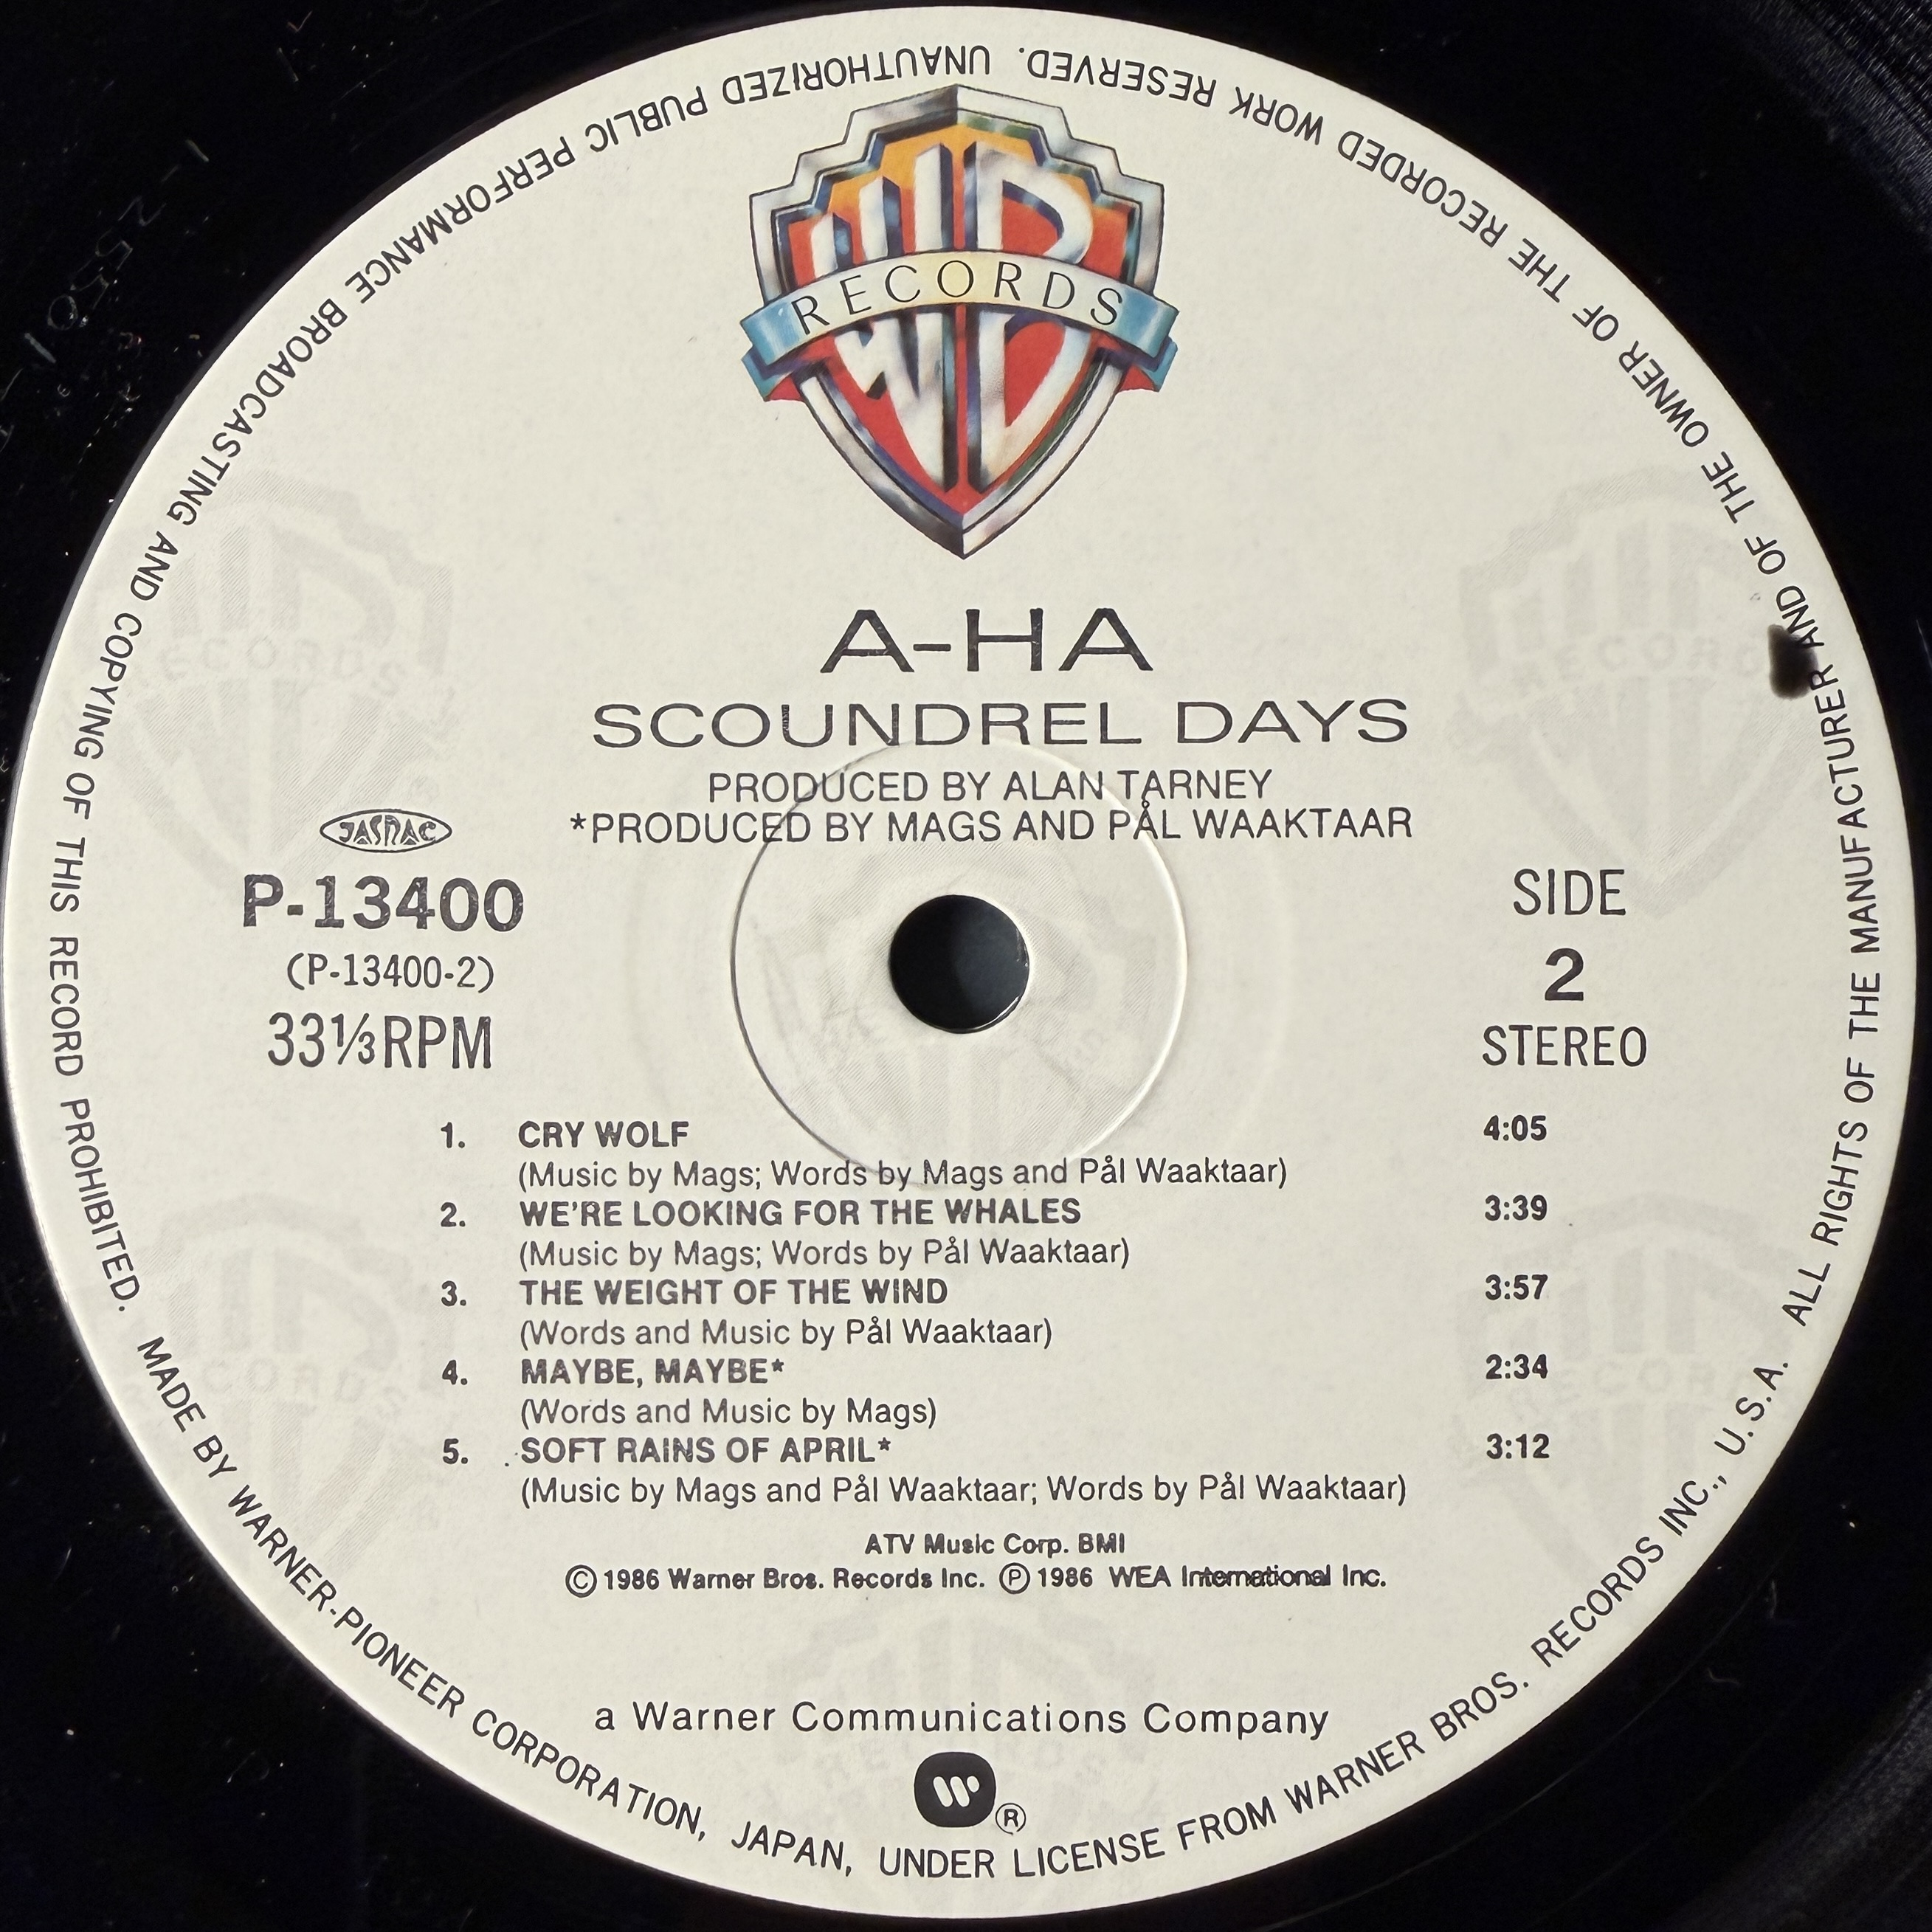 UNAUTHORIZED PUBLIC PERFORMANCE BROADCASTING AND COPYING OF THIS RECORD PROHIBITED. MADE BY WARNER-PIONEER CORPORATION, JAPAN, UNDER LICENSE FROM WARNER BROS. RECORDS INC., U.S.A. ALL RIGHTS OF THE MANUFACTURER AND OF THE OWNER OF THE RECORDED WORK RESERVED.
WB
RECORDS
A-HA
SCOUNDREL DAYS
PRODUCED BY ALAN TARNEY
*PRODUCED BY MAGS AND PÅL WAAKTAAR
JASRAC
P-13400
(P-13400-2)
33⅓RPM
SIDE
2
STEREO
1. CRY WOLF 4:05
(Music by Mags; Words by Mags and Pål Waaktaar)
2. WE'RE LOOKING FOR THE WHALES 3:39
(Music by Mags; Words by Pål Waaktaar)
3. THE WEIGHT OF THE WIND 3:57
(Words and Music by Pål Waaktaar)
4. MAYBE, MAYBE* 2:34
(Words and Music by Mags)
5. SOFT RAINS OF APRIL* 3:12
(Music by Mags and Pål Waaktaar; Words by Pål Waaktaar)
ATV Music Corp. BMI
© 1986 Warner Bros. Records Inc. ℗ 1986 WEA International Inc.
a Warner Communications Company
W®